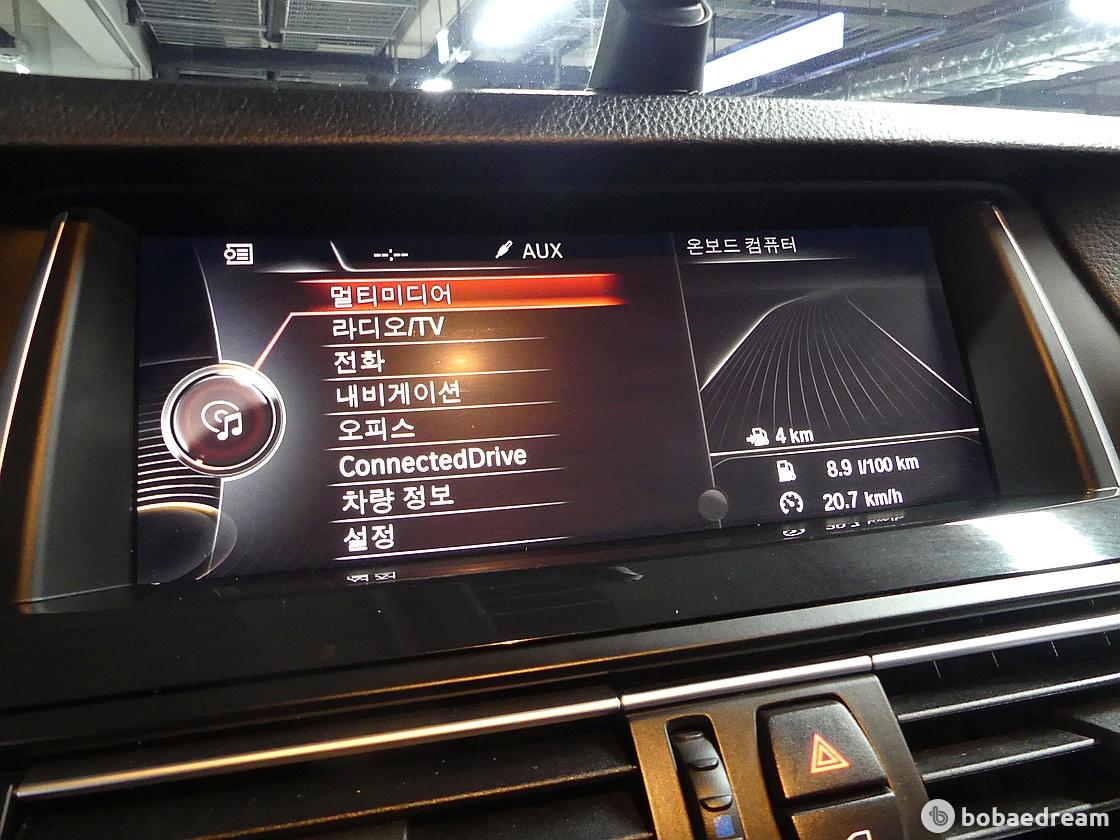 --:-- AUX
온보드 컴퓨터
멀티미디어
라디오/TV
전화
내비게이션
오피스
ConnectedDrive
차량 정보
설정
4 km
8.9 l/100 km
20.7 km/h
bobaedream